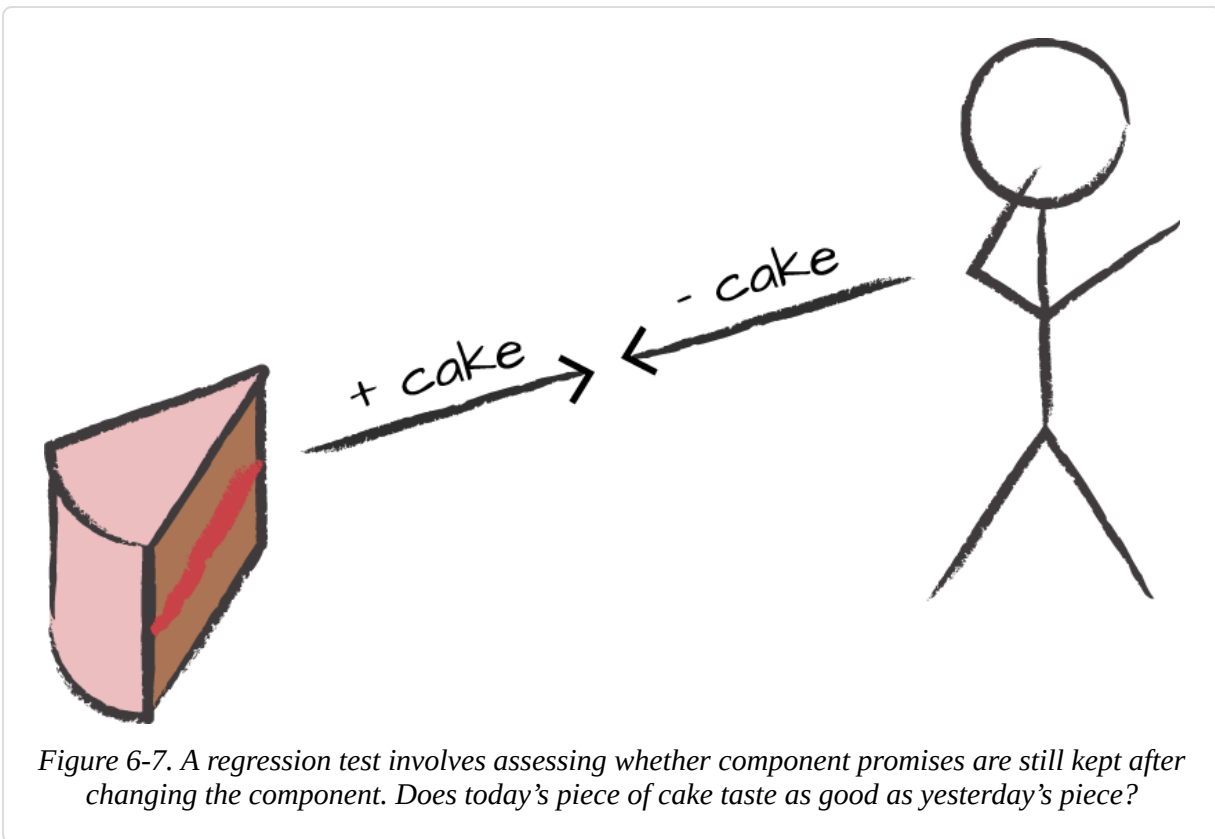 - cake
+ cake
Figure 6-7. A regression test involves assessing whether component promises are still kept after
changing the component. Does today’s piece of cake taste as good as yesterday’s piece?